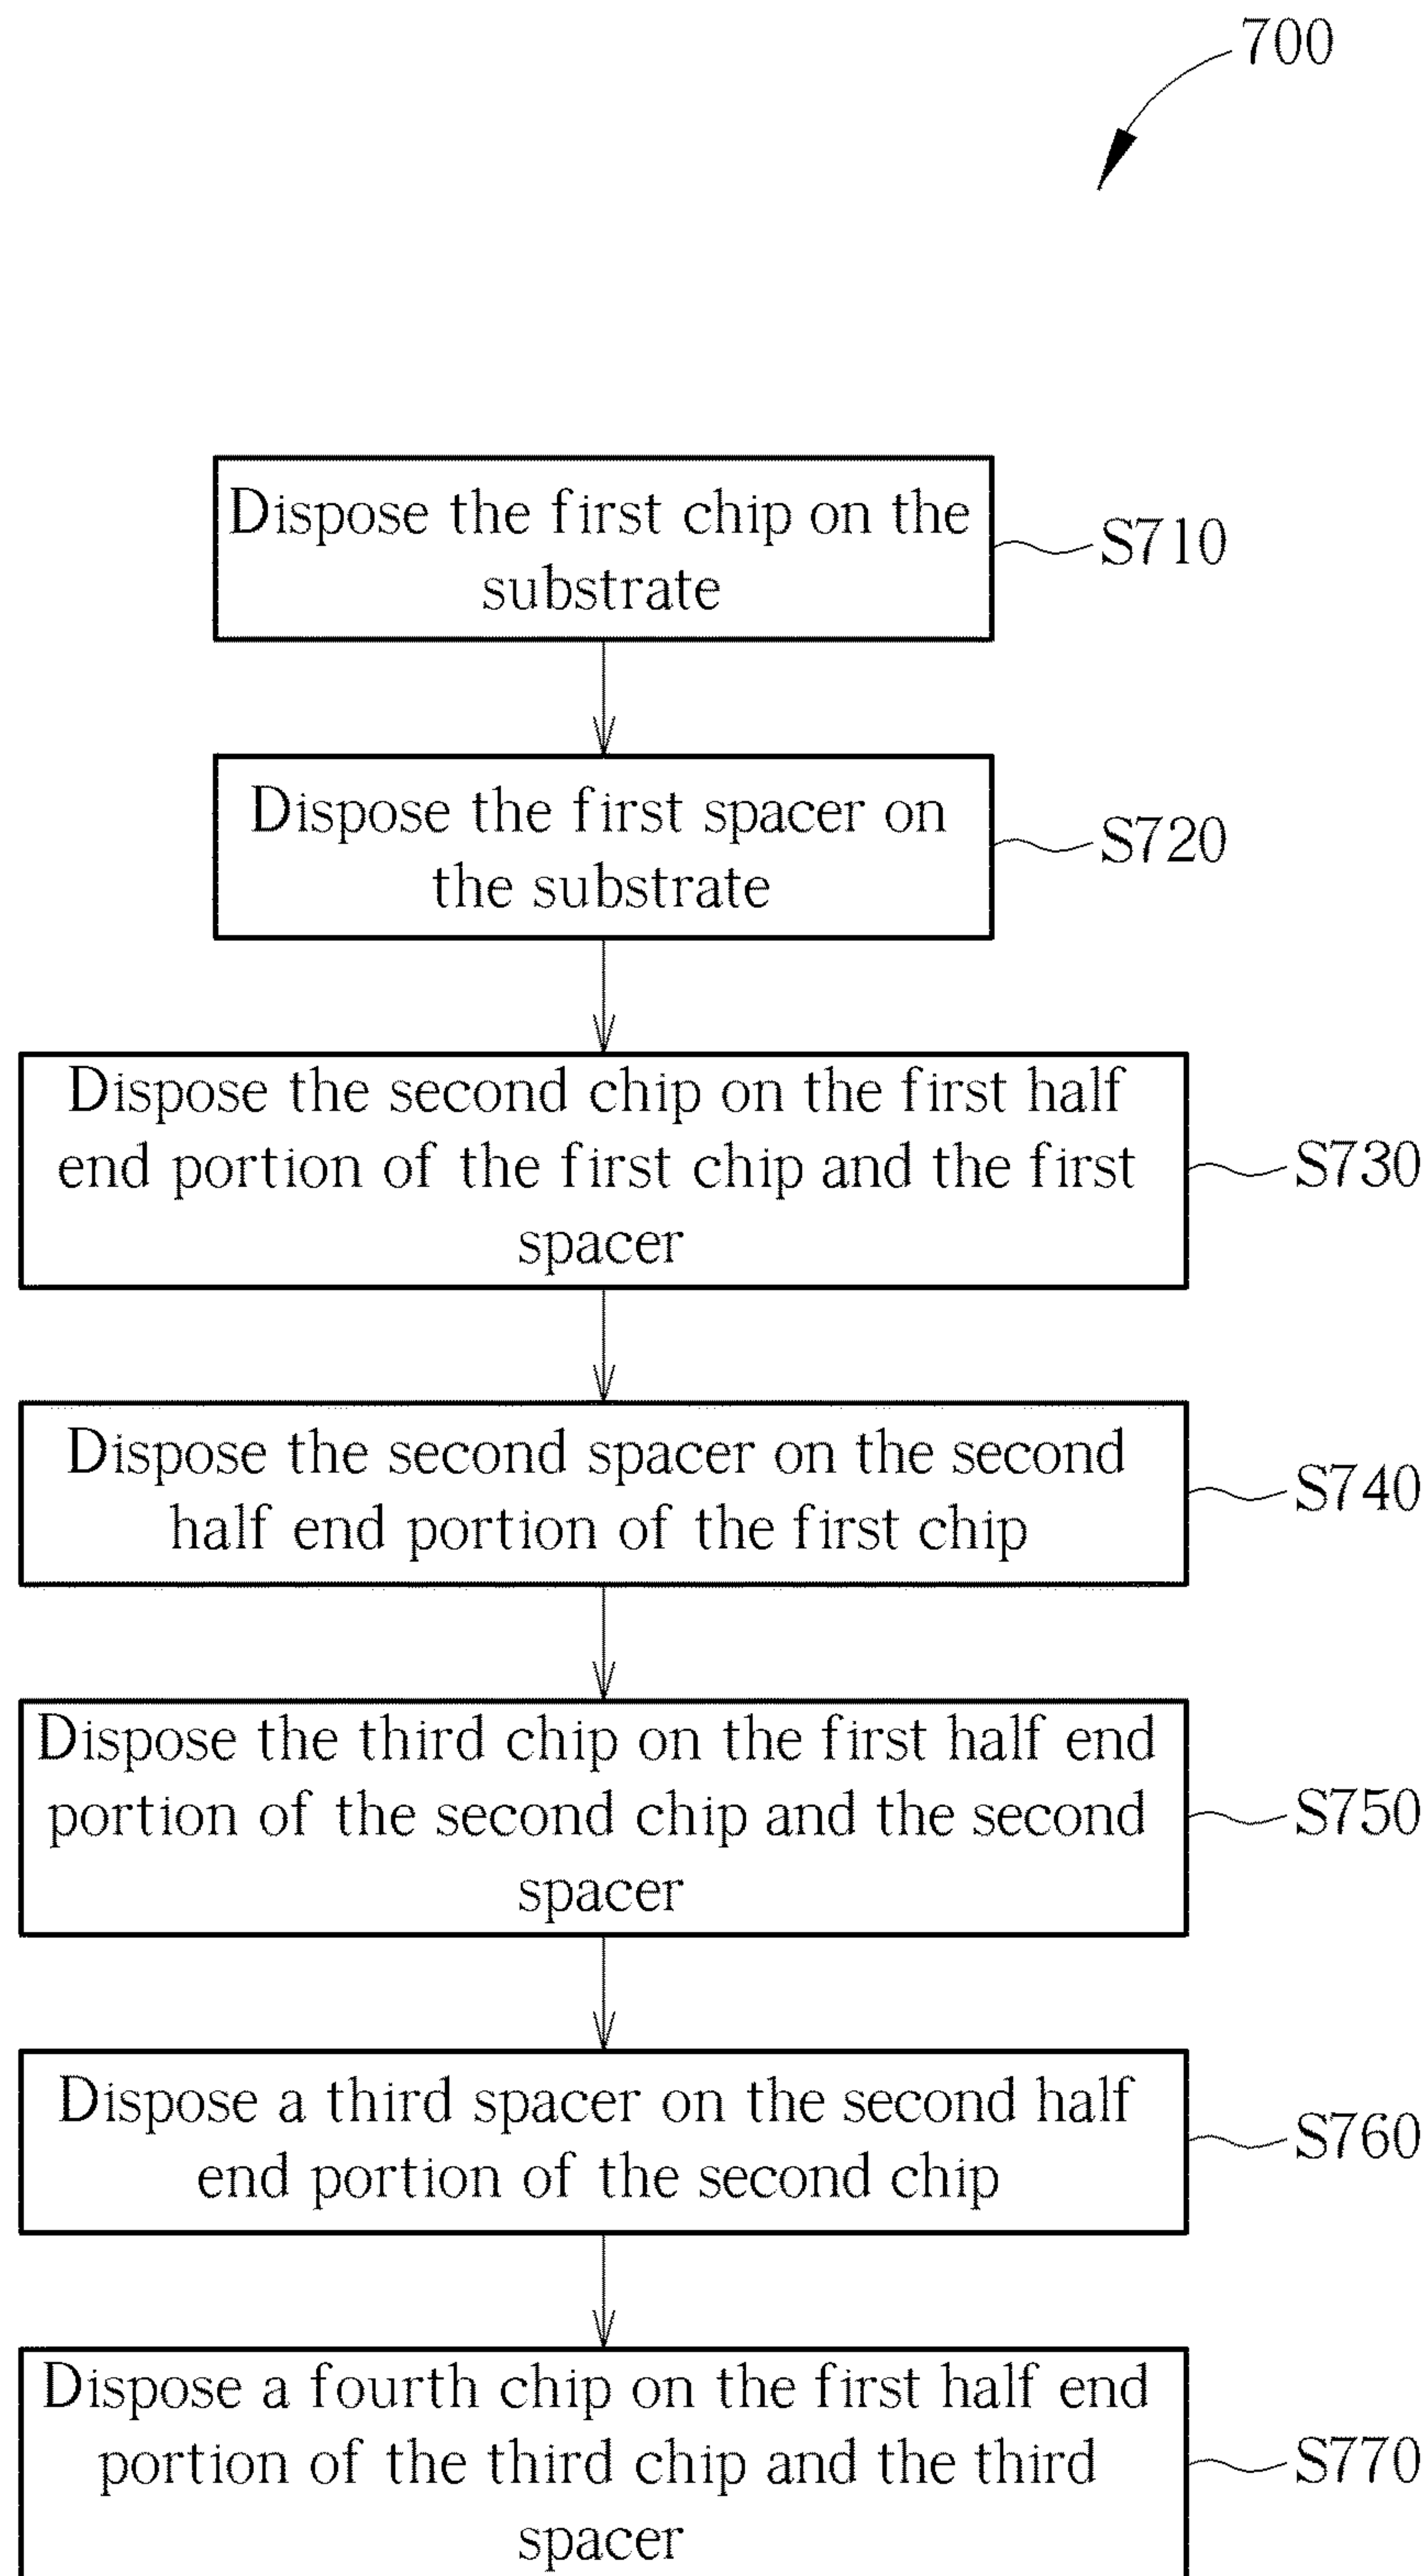 700
Dispose the first chip on the
substrate
S710
Dispose the first spacer on
the substrate
S720
Dispose the second chip on the first half
end portion of the first chip and the first
spacer
S730
Dispose the second spacer on the second
half end portion of the first chip
S740
Dispose the third chip on the first half end
portion of the second chip and the second
spacer
S750
Dispose a third spacer on the second half
end portion of the second chip
S760
Dispose a fourth chip on the first half end
portion of the third chip and the third
spacer
S770